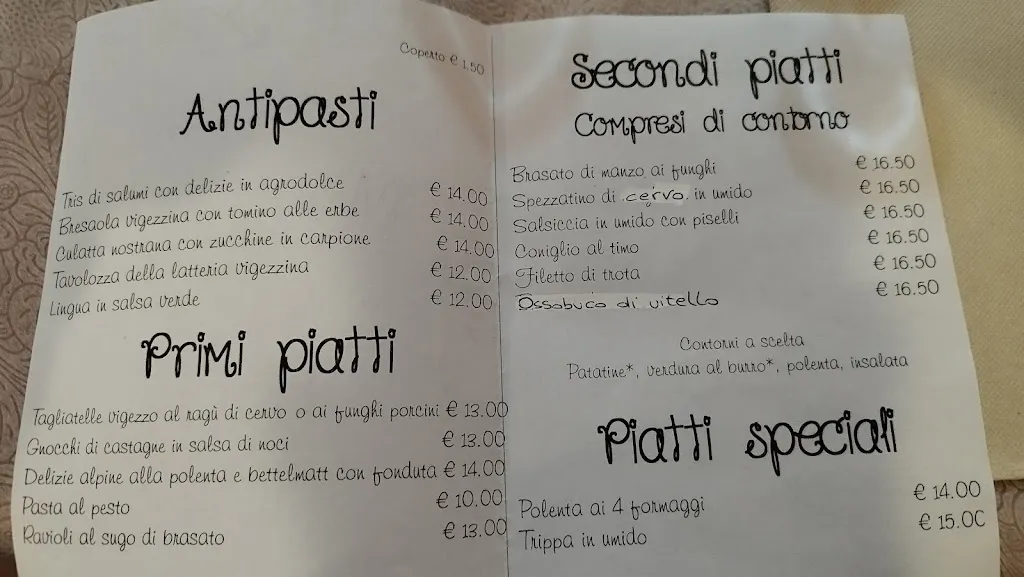 Coperto € 1.50
Antipasti
Tris di salumi con delizie in agrodolce € 14.00
Bresaola vigezzina con tomino alle erbe € 14.00
Culatta nostrana con zucchine in carpione € 14.00
Tavolozza della latteria vigezzina € 12.00
Lingua in salsa verde € 12.00
Primi piatti
Tagliatelle vigezzo al ragù di cervo o ai funghi porcini € 13.00
Gnocchi di castagne in salsa di noci € 13.00
Delizie alpine alla polenta e bettelmatt con fonduta € 14.00
Pasta al pesto € 10.00
Ravioli al sugo di brasato € 13.00
Secondi piatti
Compresi di contorno
Brasato di manzo ai funghi € 16.50
Spezzatino di cervo in umido € 16.50
Salsiccia in umido con piselli € 16.50
Coniglio al timo € 16.50
Filetto di trota € 16.50
Ossobuco di vitello € 16.50
Contorni a scelta
Patatine*, verdura al burro*, polenta, insalata
Piatti speciali
Polenta ai 4 formaggi € 14.00
Trippa in umido € 15.00